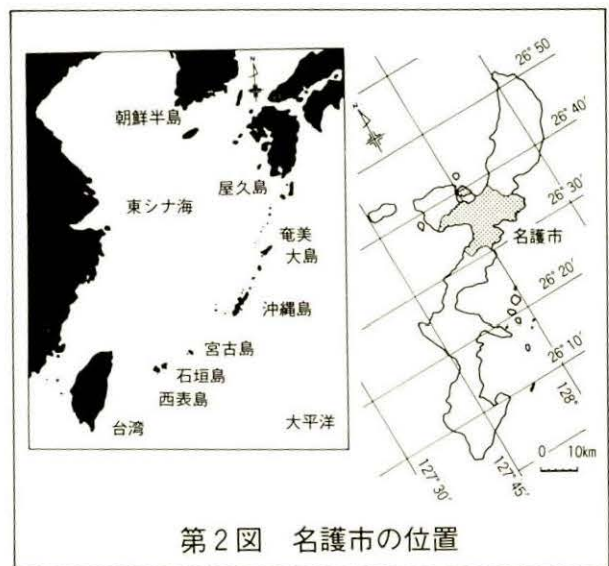 朝鮮半島
屋久島
東シナ海
奄美
大島
沖縄島
宮古島
石垣島
西表島
台湾
太平洋
N
N
26° 50
26° 40′
26° 30′
名護市
26° 20′
26° 10′
128°
0 10km
127° 30′
127° 45′
第2図 名護市の位置